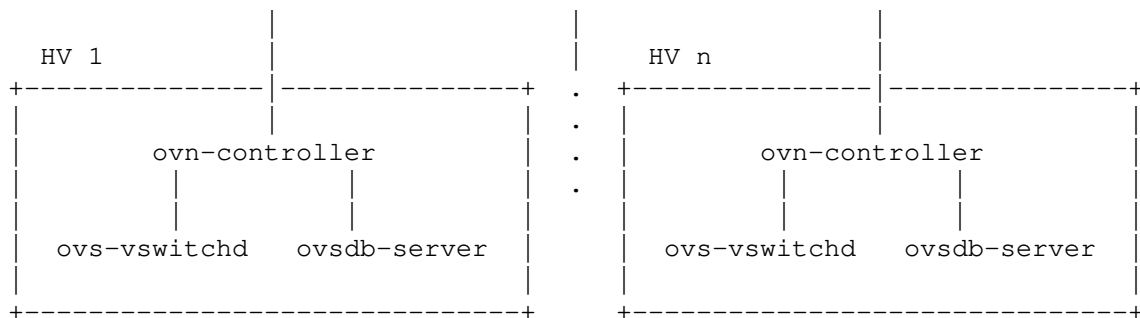 HV 1 HV n
ovn-controller ovn-controller
ovs-vswitchd ovsdb-server ovs-vswitchd ovsdb-server